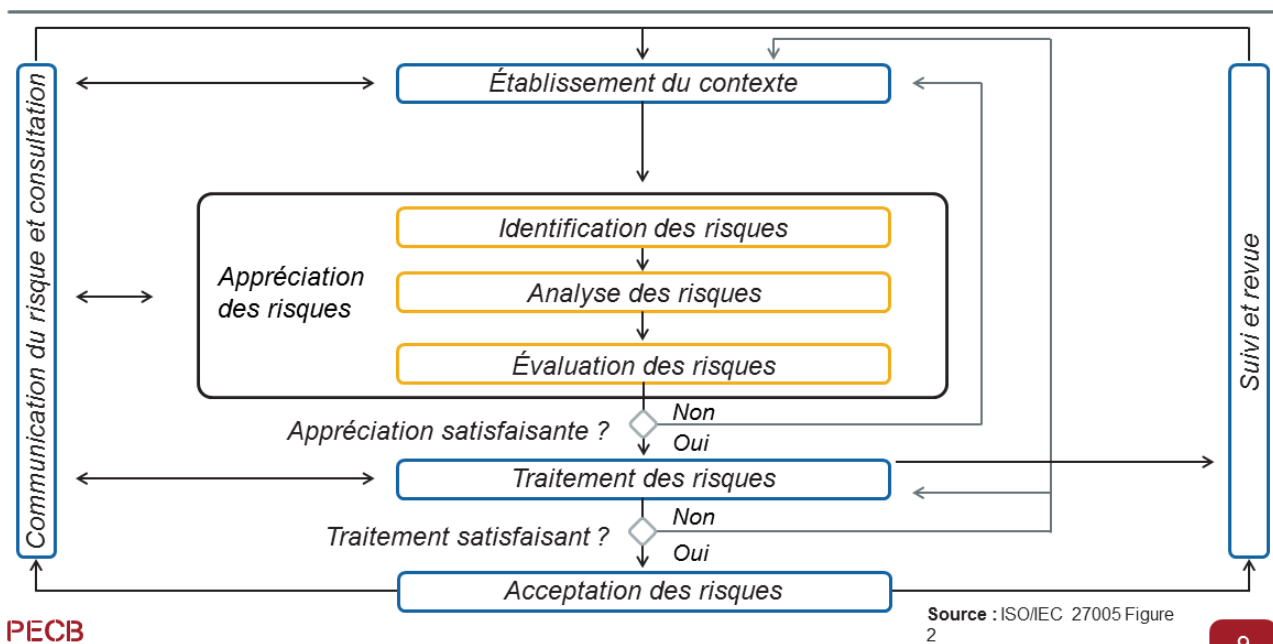 Établissement du contexte
Communication du risque et consultation
Identification des risques
Appréciation
des risques
Analyse des risques
Évaluation des risques
Suivi et revue
Non
Appréciation satisfaisante ?
Oui
Traitement des risques
Non
Traitement satisfaisant ?
Oui
Acceptation des risques
Source : ISO/IEC 27005 Figure
2
PECB
9